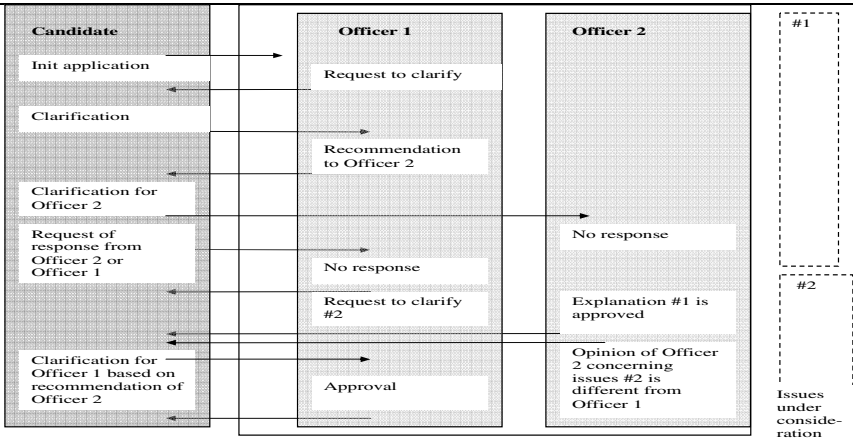 Candidate
Init application
Clarification
Clarification for
Officer 2
Request of
response from
Officer 2 or
Officer 1
Clarification for
Officer 1 based on
recommendation of
Officer 2
Officer 1
Request to clarify
Recommendation
to Officer 2
No response
Request to clarify
#2
Approval
Officer 2
No response
Explanation #1 is
approved
Opinion of Officer
2 concerning
issues #2 is
different from
Officer 1
#1
#2
Issues
under
conside-
ration